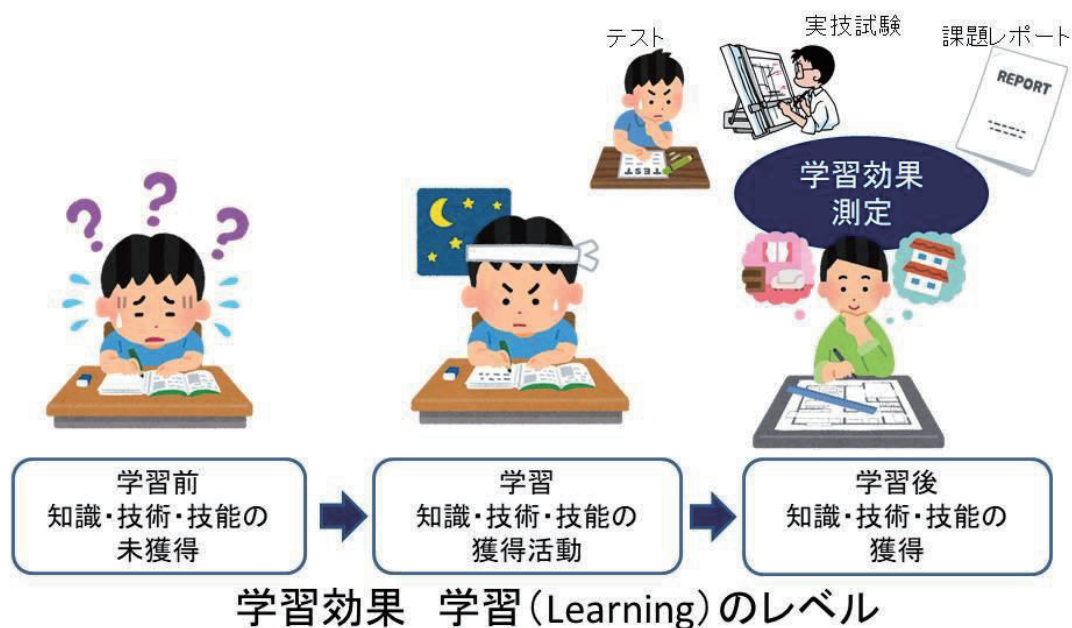 テスト
実技試験
課題レポート
REPORT
TEST
学習効果
測定
学習前
知識・技術・技能の
未獲得
学習
知識・技術・技能の
獲得活動
学習後
知識・技術・技能の
獲得
学習効果　学習（Learning）のレベル